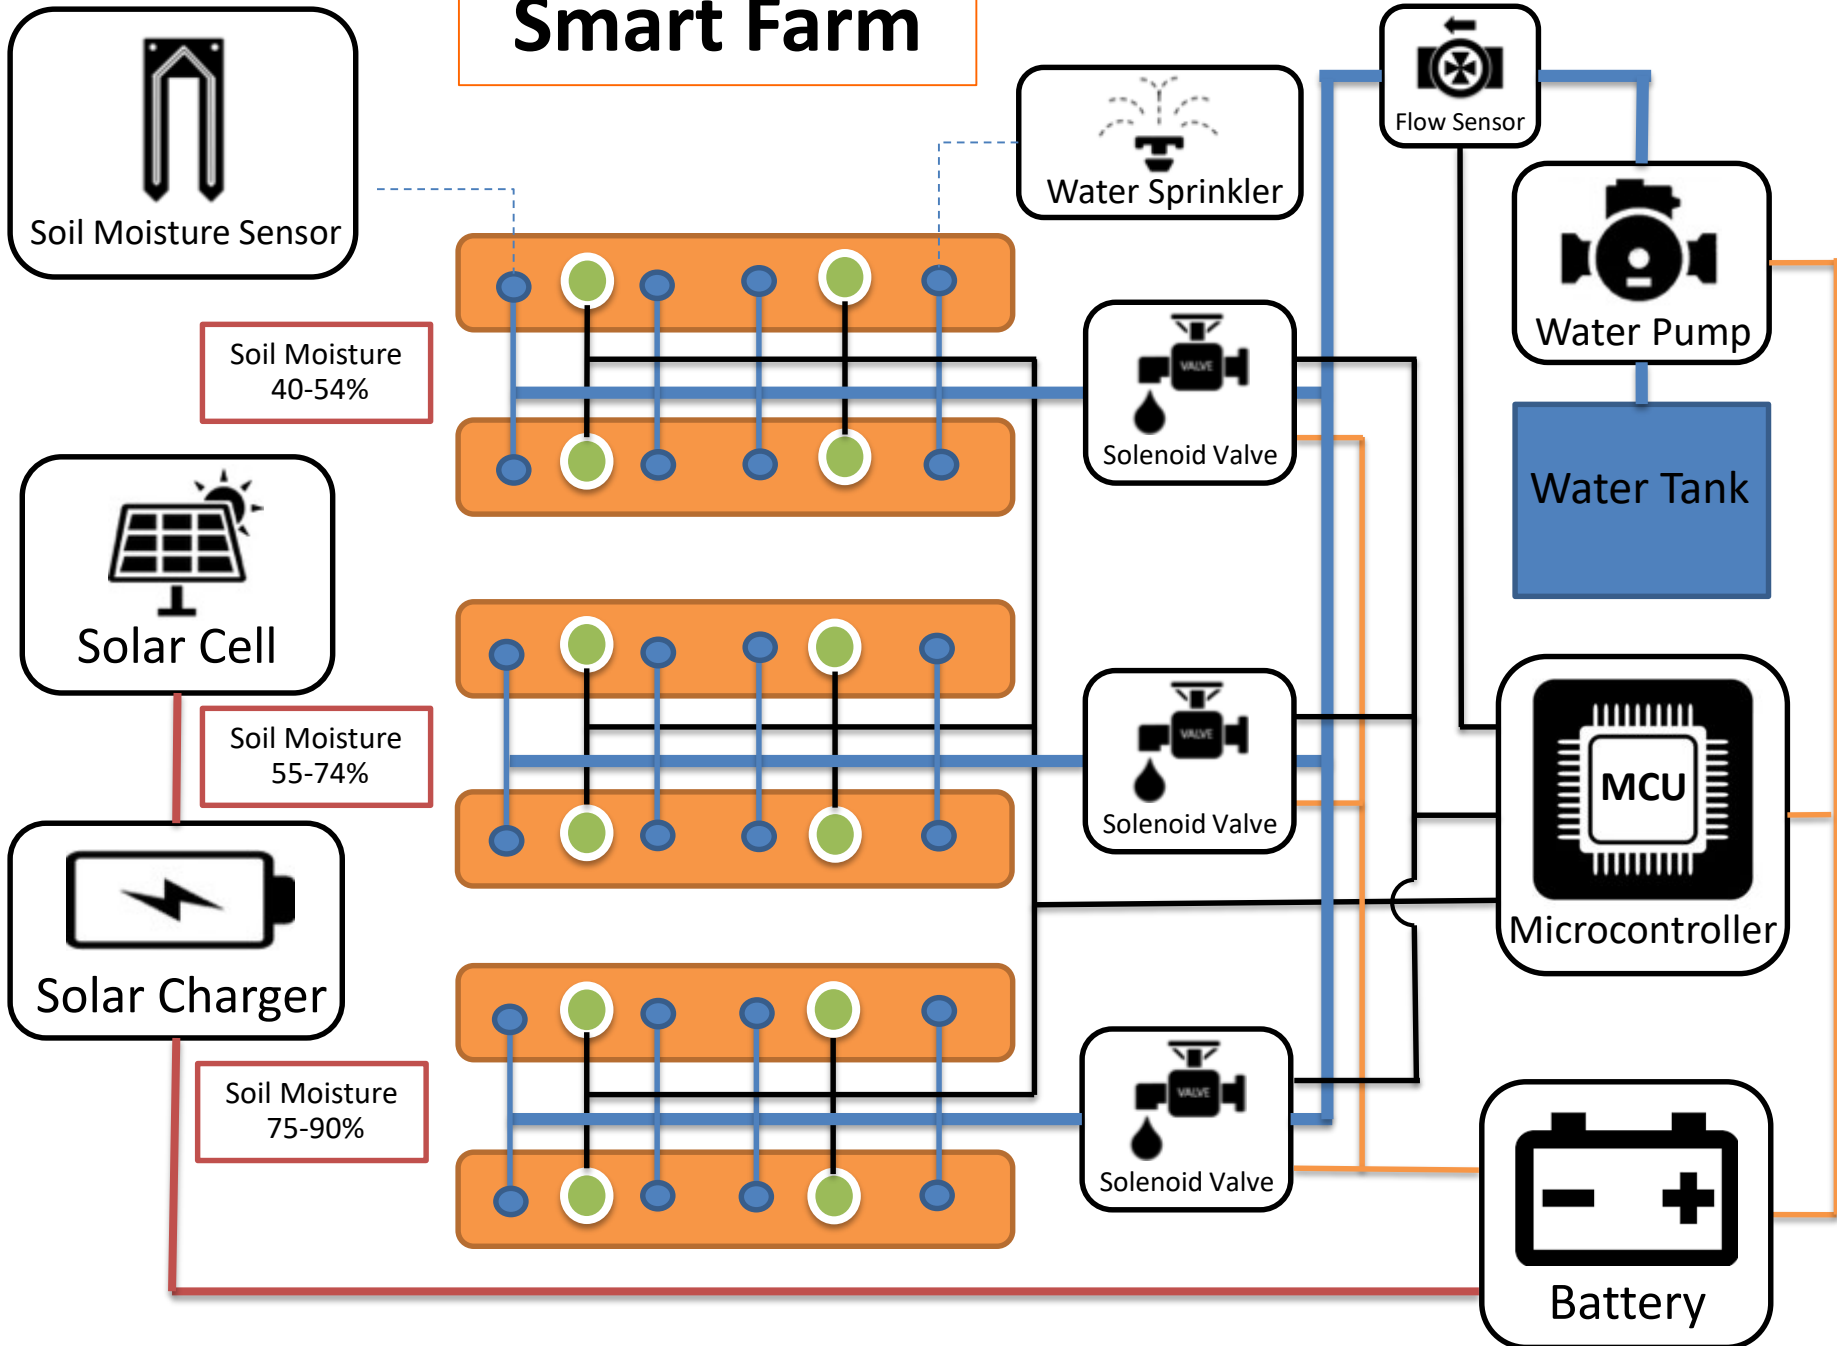 Smart Farm
Soil Moisture Sensor
Water Sprinkler
Flow Sensor
Water Pump
Soil Moisture
40-54%
VALVE
Solenoid Valve
Water Tank
Solar Cell
Soil Moisture
55-74%
VALVE
Solenoid Valve
MCU
Microcontroller
Solar Charger
Soil Moisture
75-90%
VALVE
Solenoid Valve
Battery